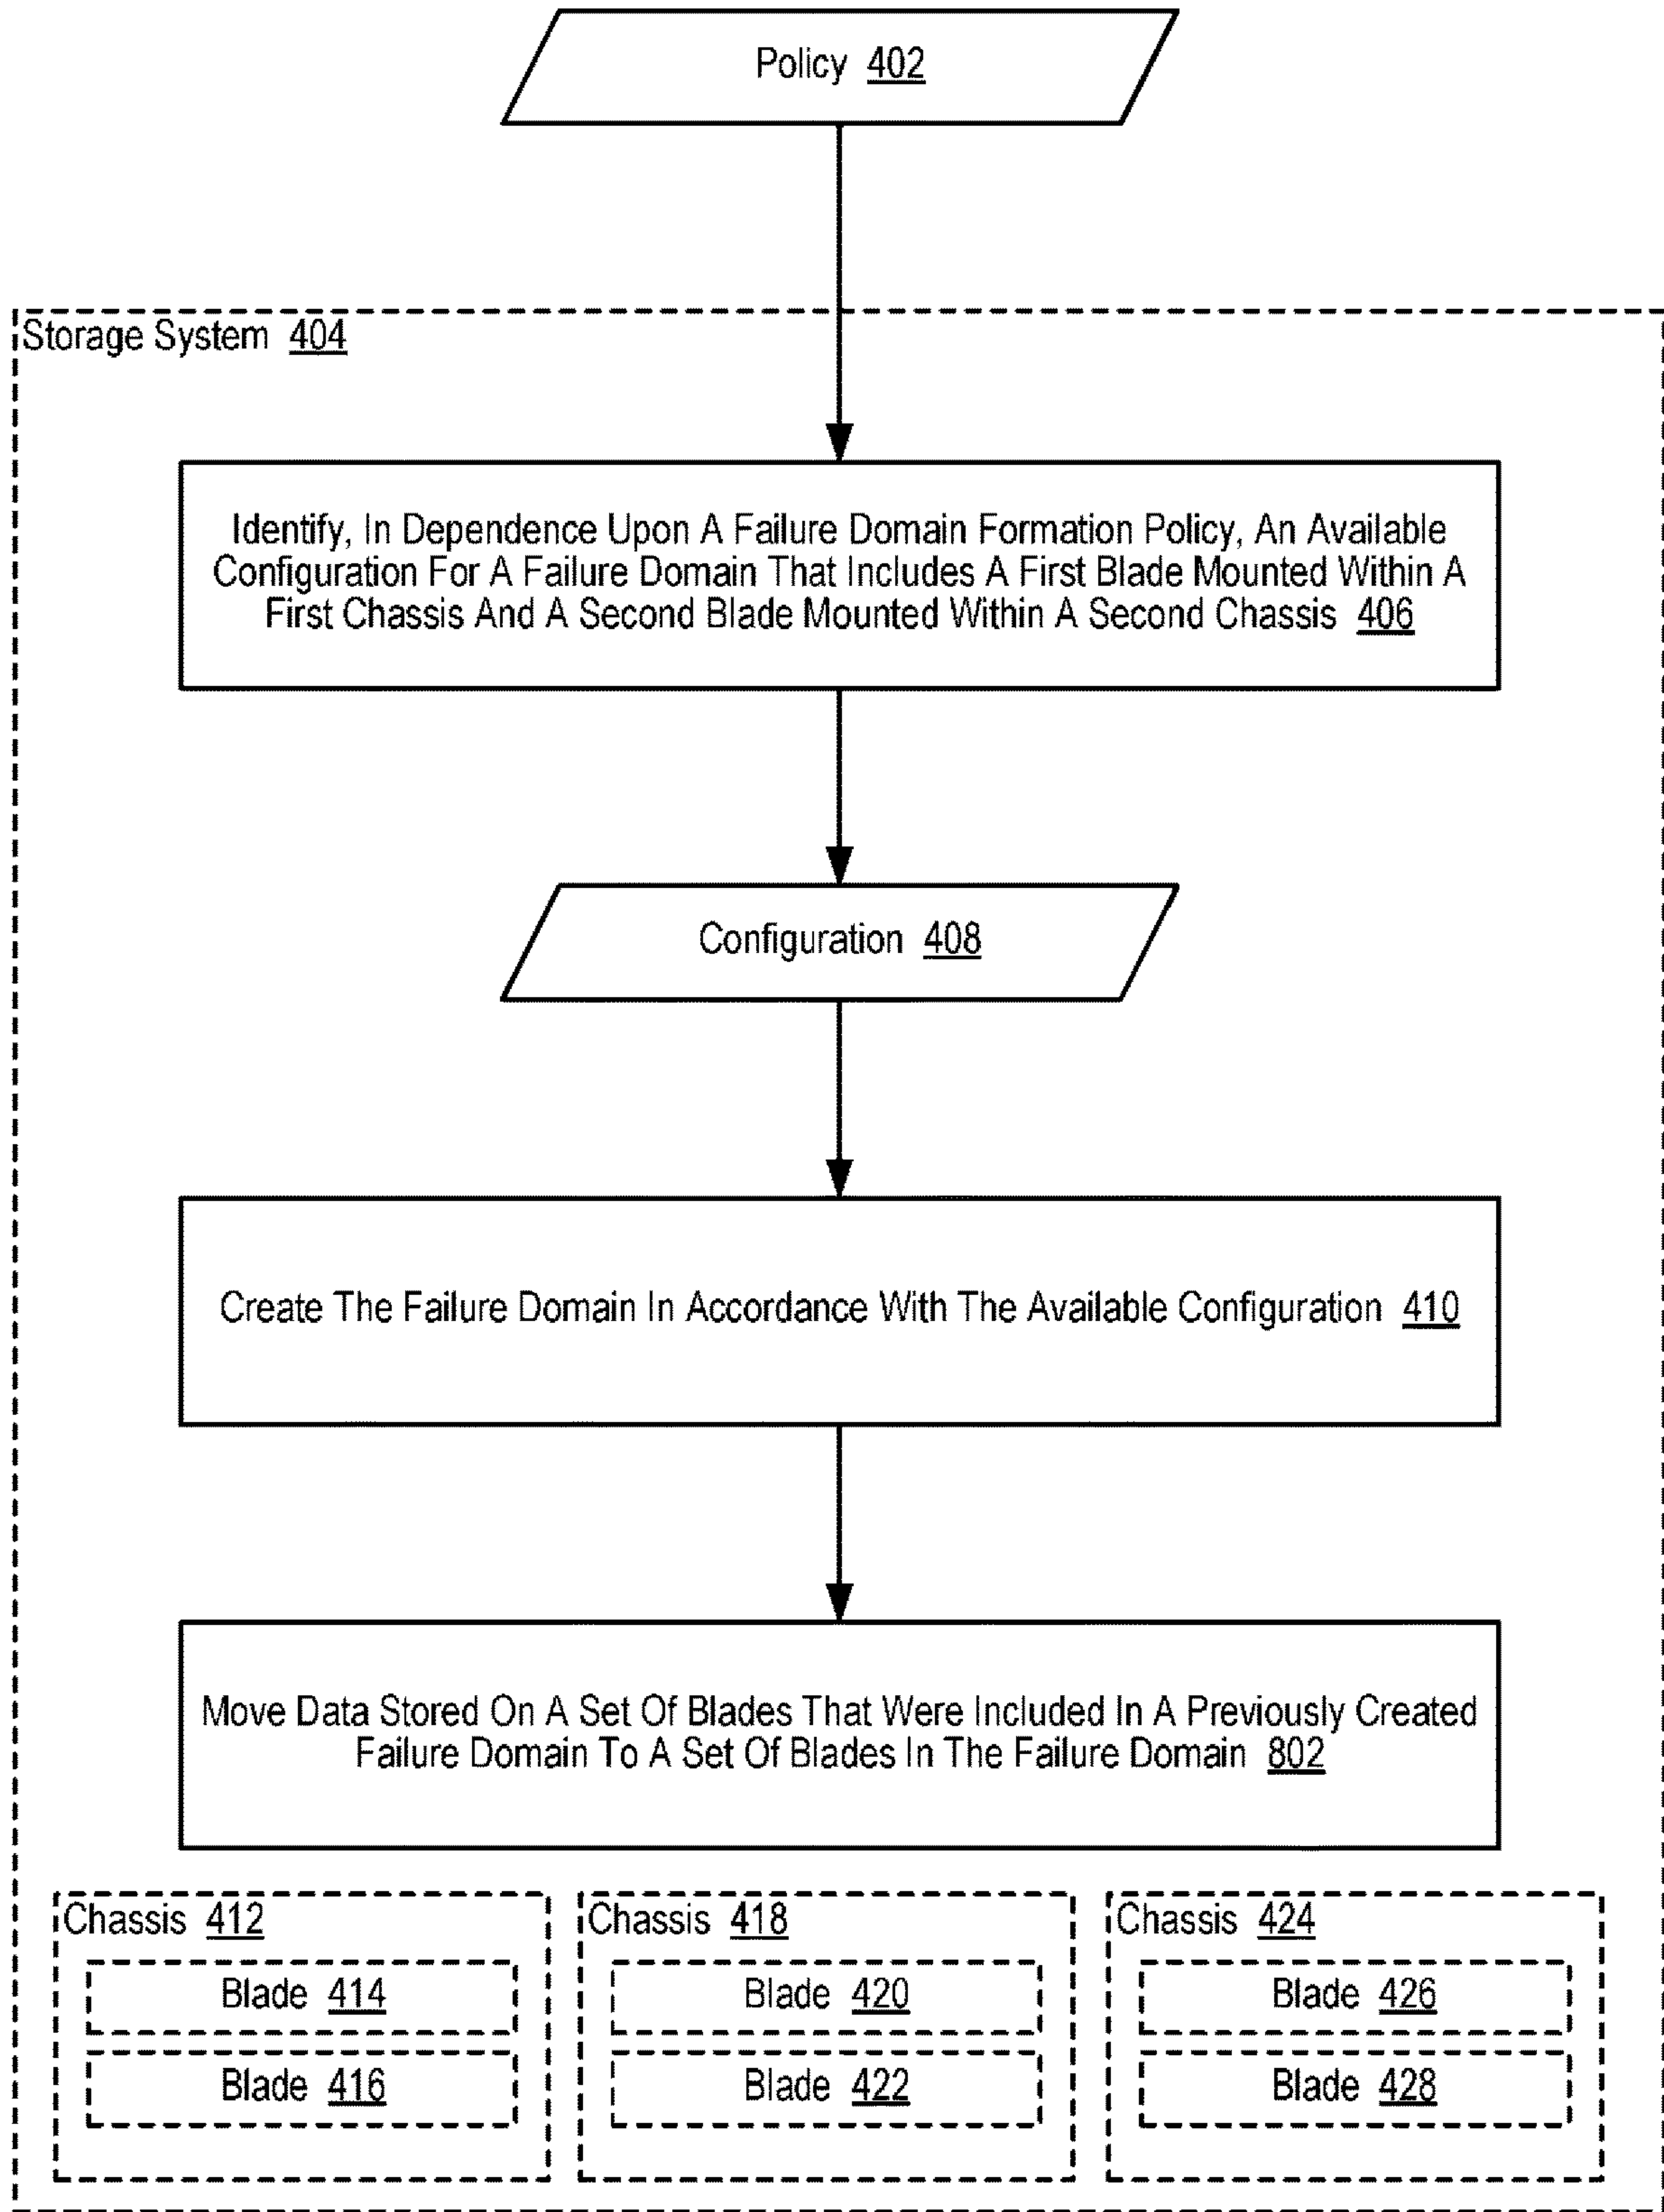 Policy 402
Storage System 404
Identify, In Dependence Upon A Failure Domain Formation Policy, An Available
Configuration For A Failure Domain That Includes A First Blade Mounted Within A
First Chassis And A Second Blade Mounted Within A Second Chassis 406
Configuration 408
Create The Failure Domain In Accordance With The Available Configuration 410
Move Data Stored On A Set Of Blades That Were Included In A Previously Created
Failure Domain To A Set Of Blades In The Failure Domain 802
Chassis 412
Blade 414
Blade 416
Chassis 418
Blade 420
Blade 422
Chassis 424
Blade 426
Blade 428